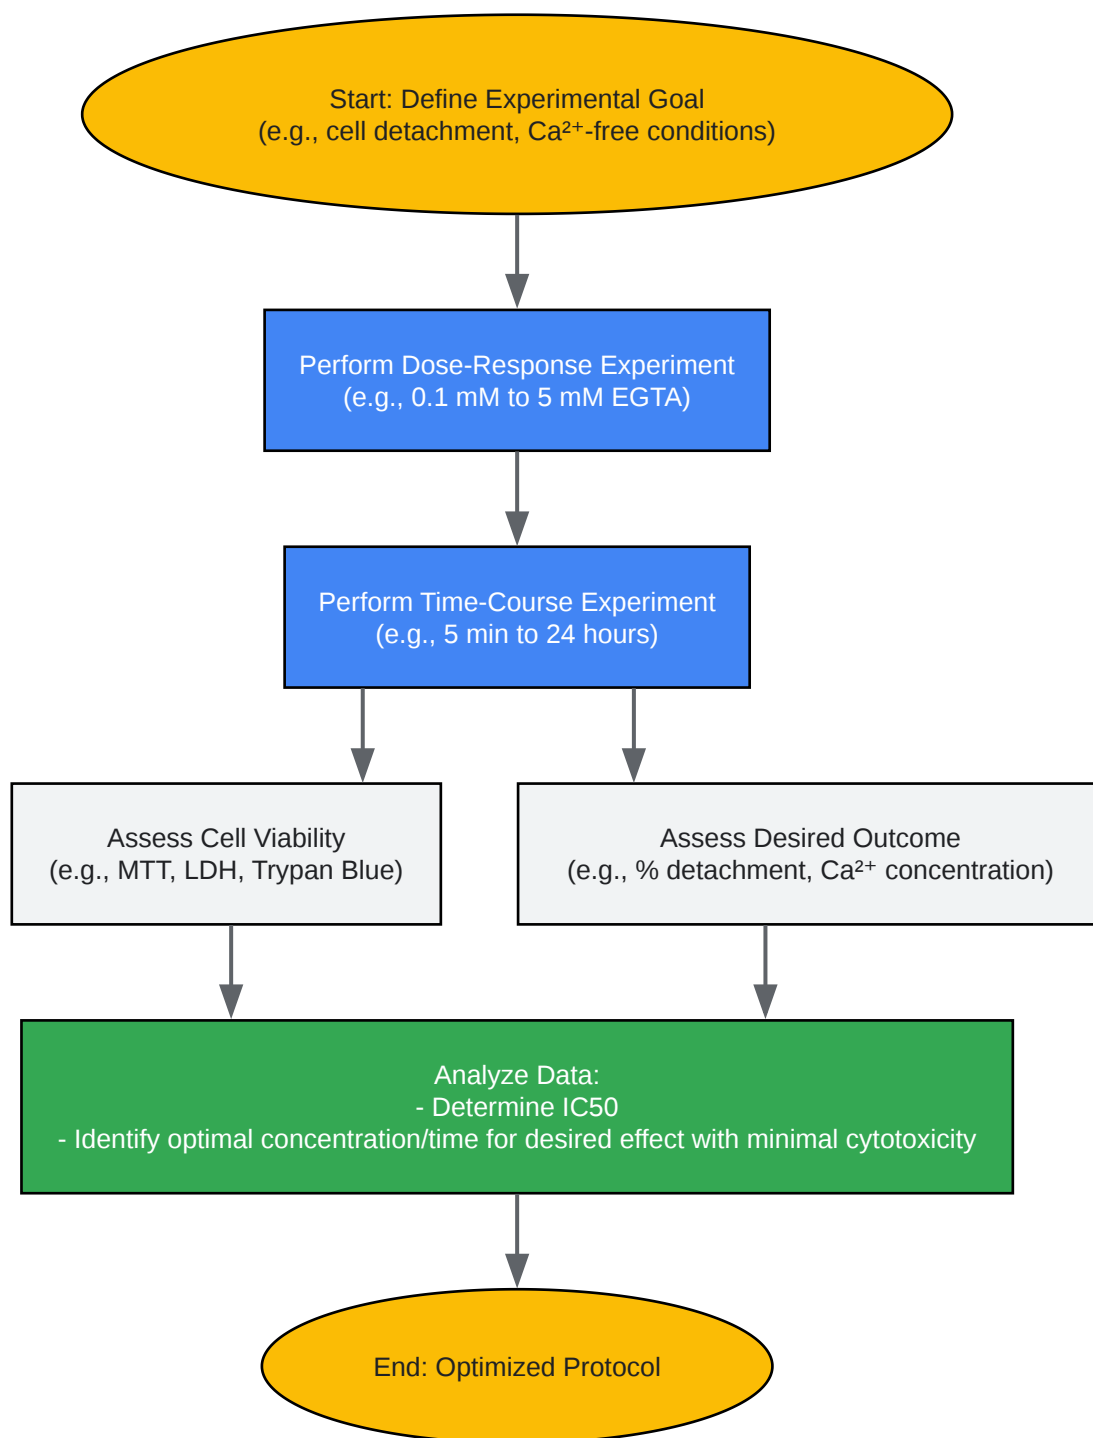 Start: Define Experimental Goal
(e.g., cell detachment, Ca²⁺-free conditions)
Perform Dose-Response Experiment
(e.g., 0.1 mM to 5 mM EGTA)
Perform Time-Course Experiment
(e.g., 5 min to 24 hours)
Assess Cell Viability
(e.g., MTT, LDH, Trypan Blue)
Assess Desired Outcome
(e.g., % detachment, Ca²⁺ concentration)
Analyze Data:
- Determine IC50
- Identify optimal concentration/time for desired effect with minimal cytotoxicity
End: Optimized Protocol